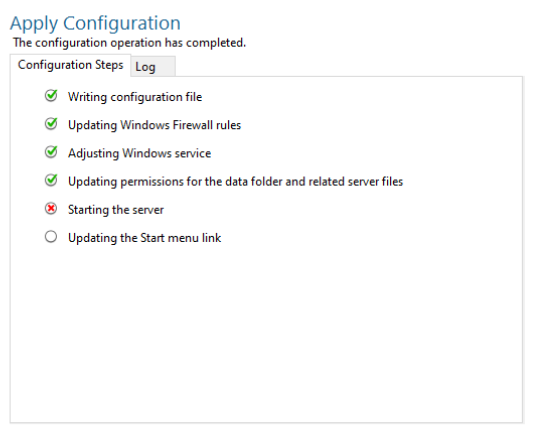 Apply Configuration
The configuration operation has completed.
Configuration Steps Log
Writing configuration file
Updating Windows Firewall rules
Adjusting Windows service
Updating permissions for the data folder and related server files
Starting the server
Updating the Start menu link